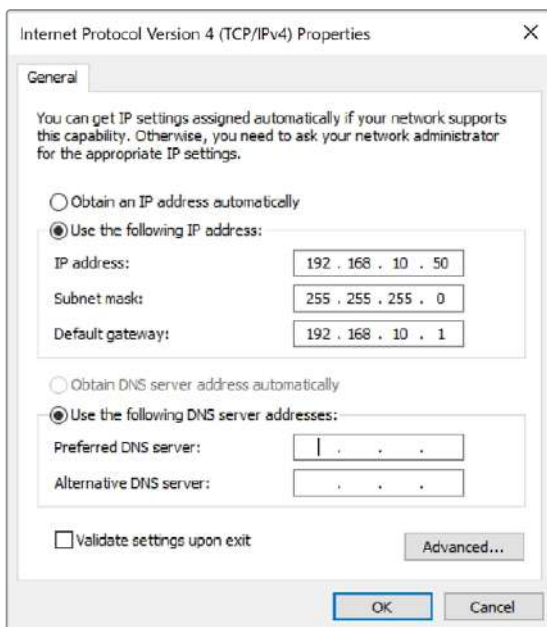 Internet Protocol Version 4 (TCP/IPv4) Properties
General
You can get IP settings assigned automatically if your network supports
this capability. Otherwise, you need to ask your network administrator
for the appropriate IP settings.
Obtain an IP address automatically
Use the following IP address:
IP address: 192 . 168 . 10 . 50
Subnet mask: 255 . 255 . 255 . 0
Default gateway: 192 . 168 . 10 . 1
Obtain DNS server address automatically
Use the following DNS server addresses:
Preferred DNS server: . . .
Alternative DNS server: . . .
Validate settings upon exit
Advanced...
OK Cancel